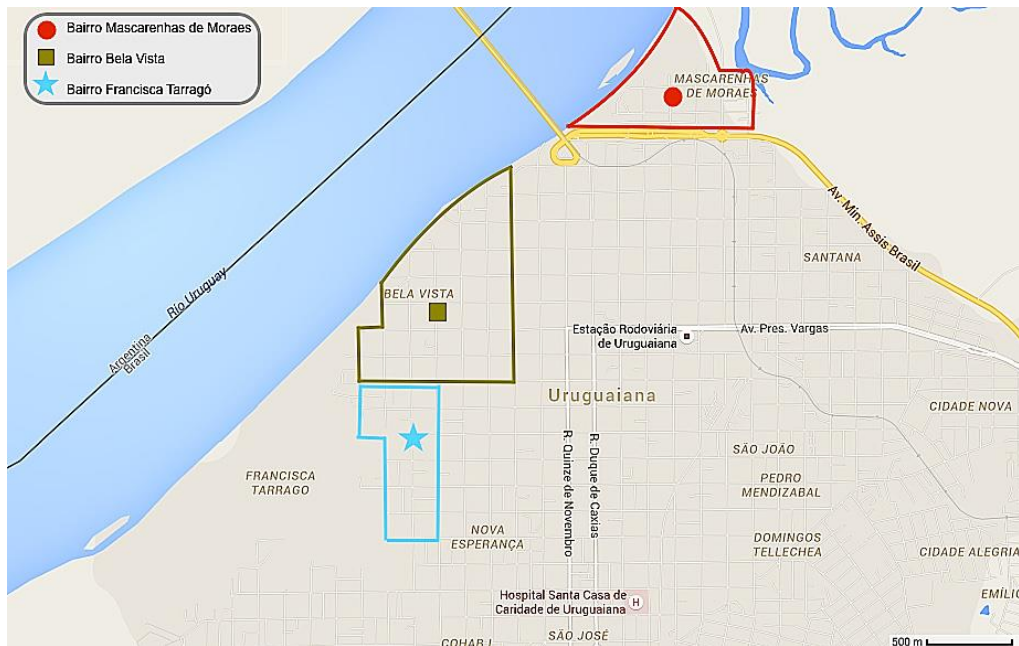 Bairro Mascarenhas de Moraes
Bairro Bela Vista
Bairro Francisca Tarragó
MASCARENHAS
DE MORAES
Av. Min. Assis Brasil
SANTANA
Rio Uruguay
Argentina
Brasil
BELA VISTA
Estação Rodoviária
de Uruguaiana
Av. Pres. Vargas
Uruguaiana
CIDADE NOVA
R. Quinze de Novembro
R. Duque de Caxias
SÃO JOÃO
FRANCISCA
TARRAGO
PEDRO
MENDIZABAL
NOVA
ESPERANÇA
DOMINGOS
TELLECHEA
CIDADE ALEGRIA
Hospital Santa Casa de
Caridade de Uruguaiana
H
EMÍLIO
SÃO JOSÉ
COHAB I
500 m